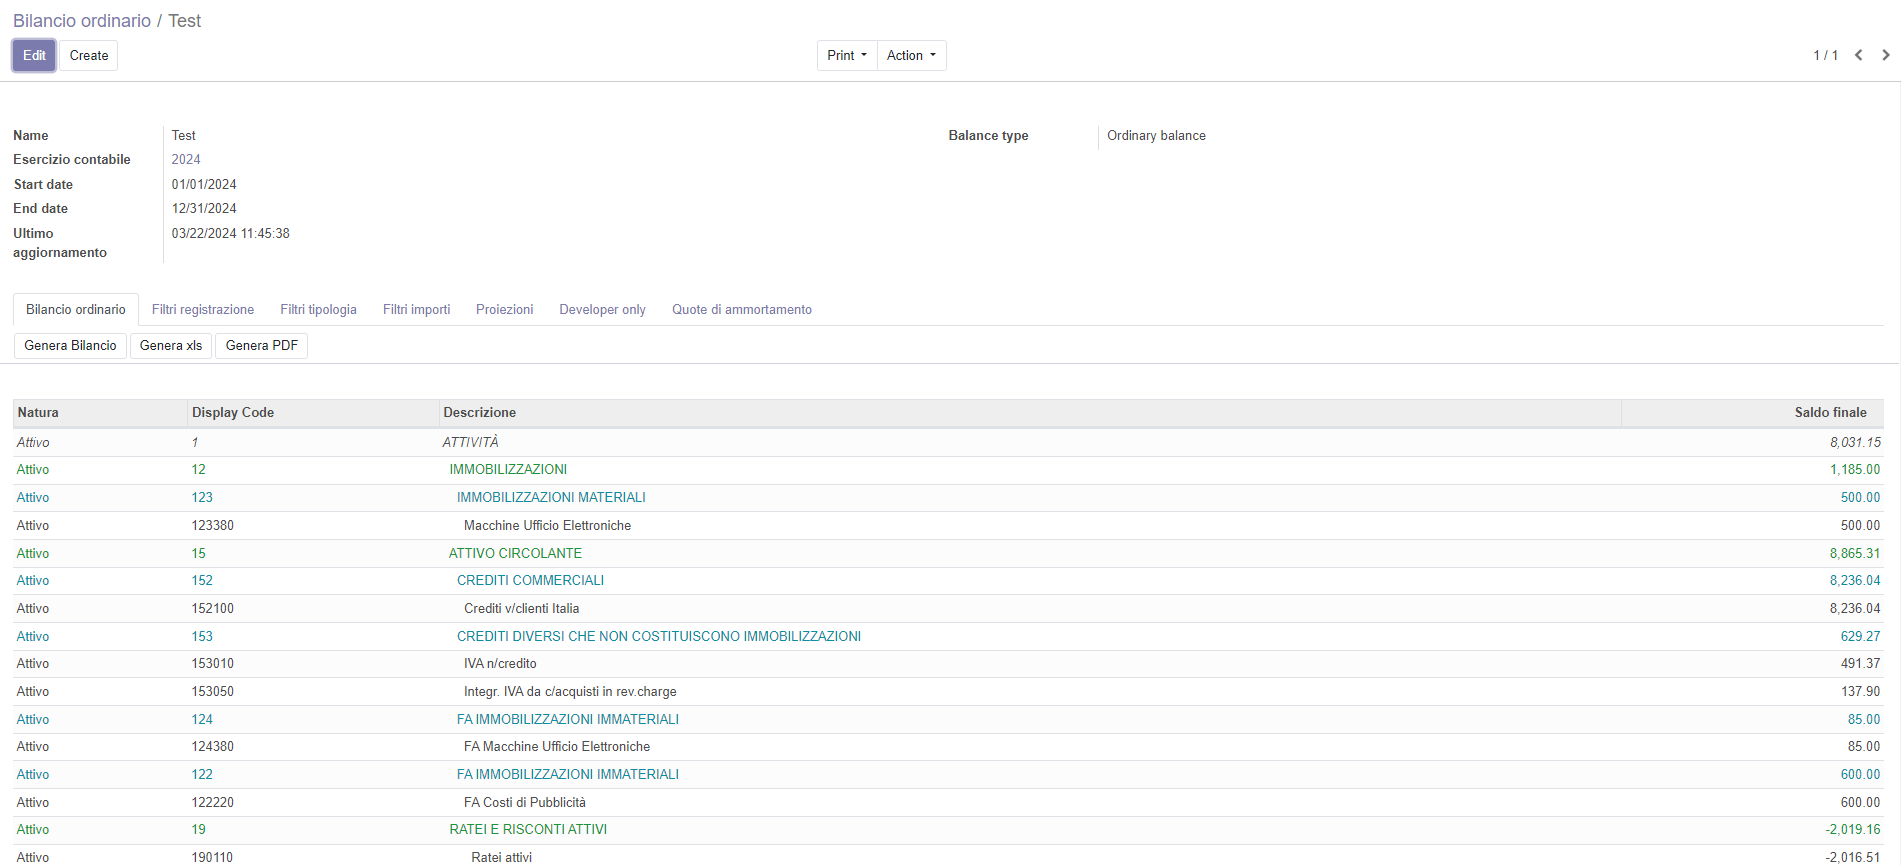 Bilancio ordinario / Test
Edit Create Print Action 1 / 1
Name Test Balance type Ordinary balance
Esercizio contabile 2024
Start date 01/01/2024
End date 12/31/2024
Ultimo aggiornamento 03/22/2024 11:45:38
Bilancio ordinario Filtri registrazione Filtri tipologia Filtri importi Proiezioni Developer only Quote di ammortamento
Genera Bilancio Genera xls Genera PDF
Natura Display Code Descrizione Saldo finale
Attivo 1 ATTIVITÀ 8,031.15
Attivo 12 IMMOBILIZZAZIONI 1,185.00
Attivo 123 IMMOBILIZZAZIONI MATERIALI 500.00
Attivo 123380 Macchine Ufficio Elettroniche 500.00
Attivo 15 ATTIVO CIRCOLANTE 8,865.31
Attivo 152 CREDITI COMMERCIALI 8,236.04
Attivo 152100 Crediti v/clienti Italia 8,236.04
Attivo 153 CREDITI DIVERSI CHE NON COSTITUISCONO IMMOBILIZZAZIONI 629.27
Attivo 153010 IVA n/credito 491.37
Attivo 153050 Integr. IVA da c/acquisti in rev.charge 137.90
Attivo 124 FA IMMOBILIZZAZIONI IMMATERIALI 85.00
Attivo 124380 FA Macchine Ufficio Elettroniche 85.00
Attivo 122 FA IMMOBILIZZAZIONI IMMATERIALI 600.00
Attivo 122220 FA Costi di Pubblicità 600.00
Attivo 19 RATEI E RISCONTI ATTIVI -2,019.16
Attivo 190110 Ratei attivi -2,016.51